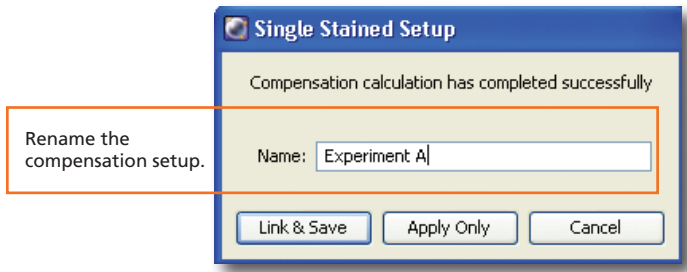 Single Stained Setup
Compensation calculation has completed successfully
Rename the
compensation setup.
Name: Experiment A
Link & Save Apply Only Cancel